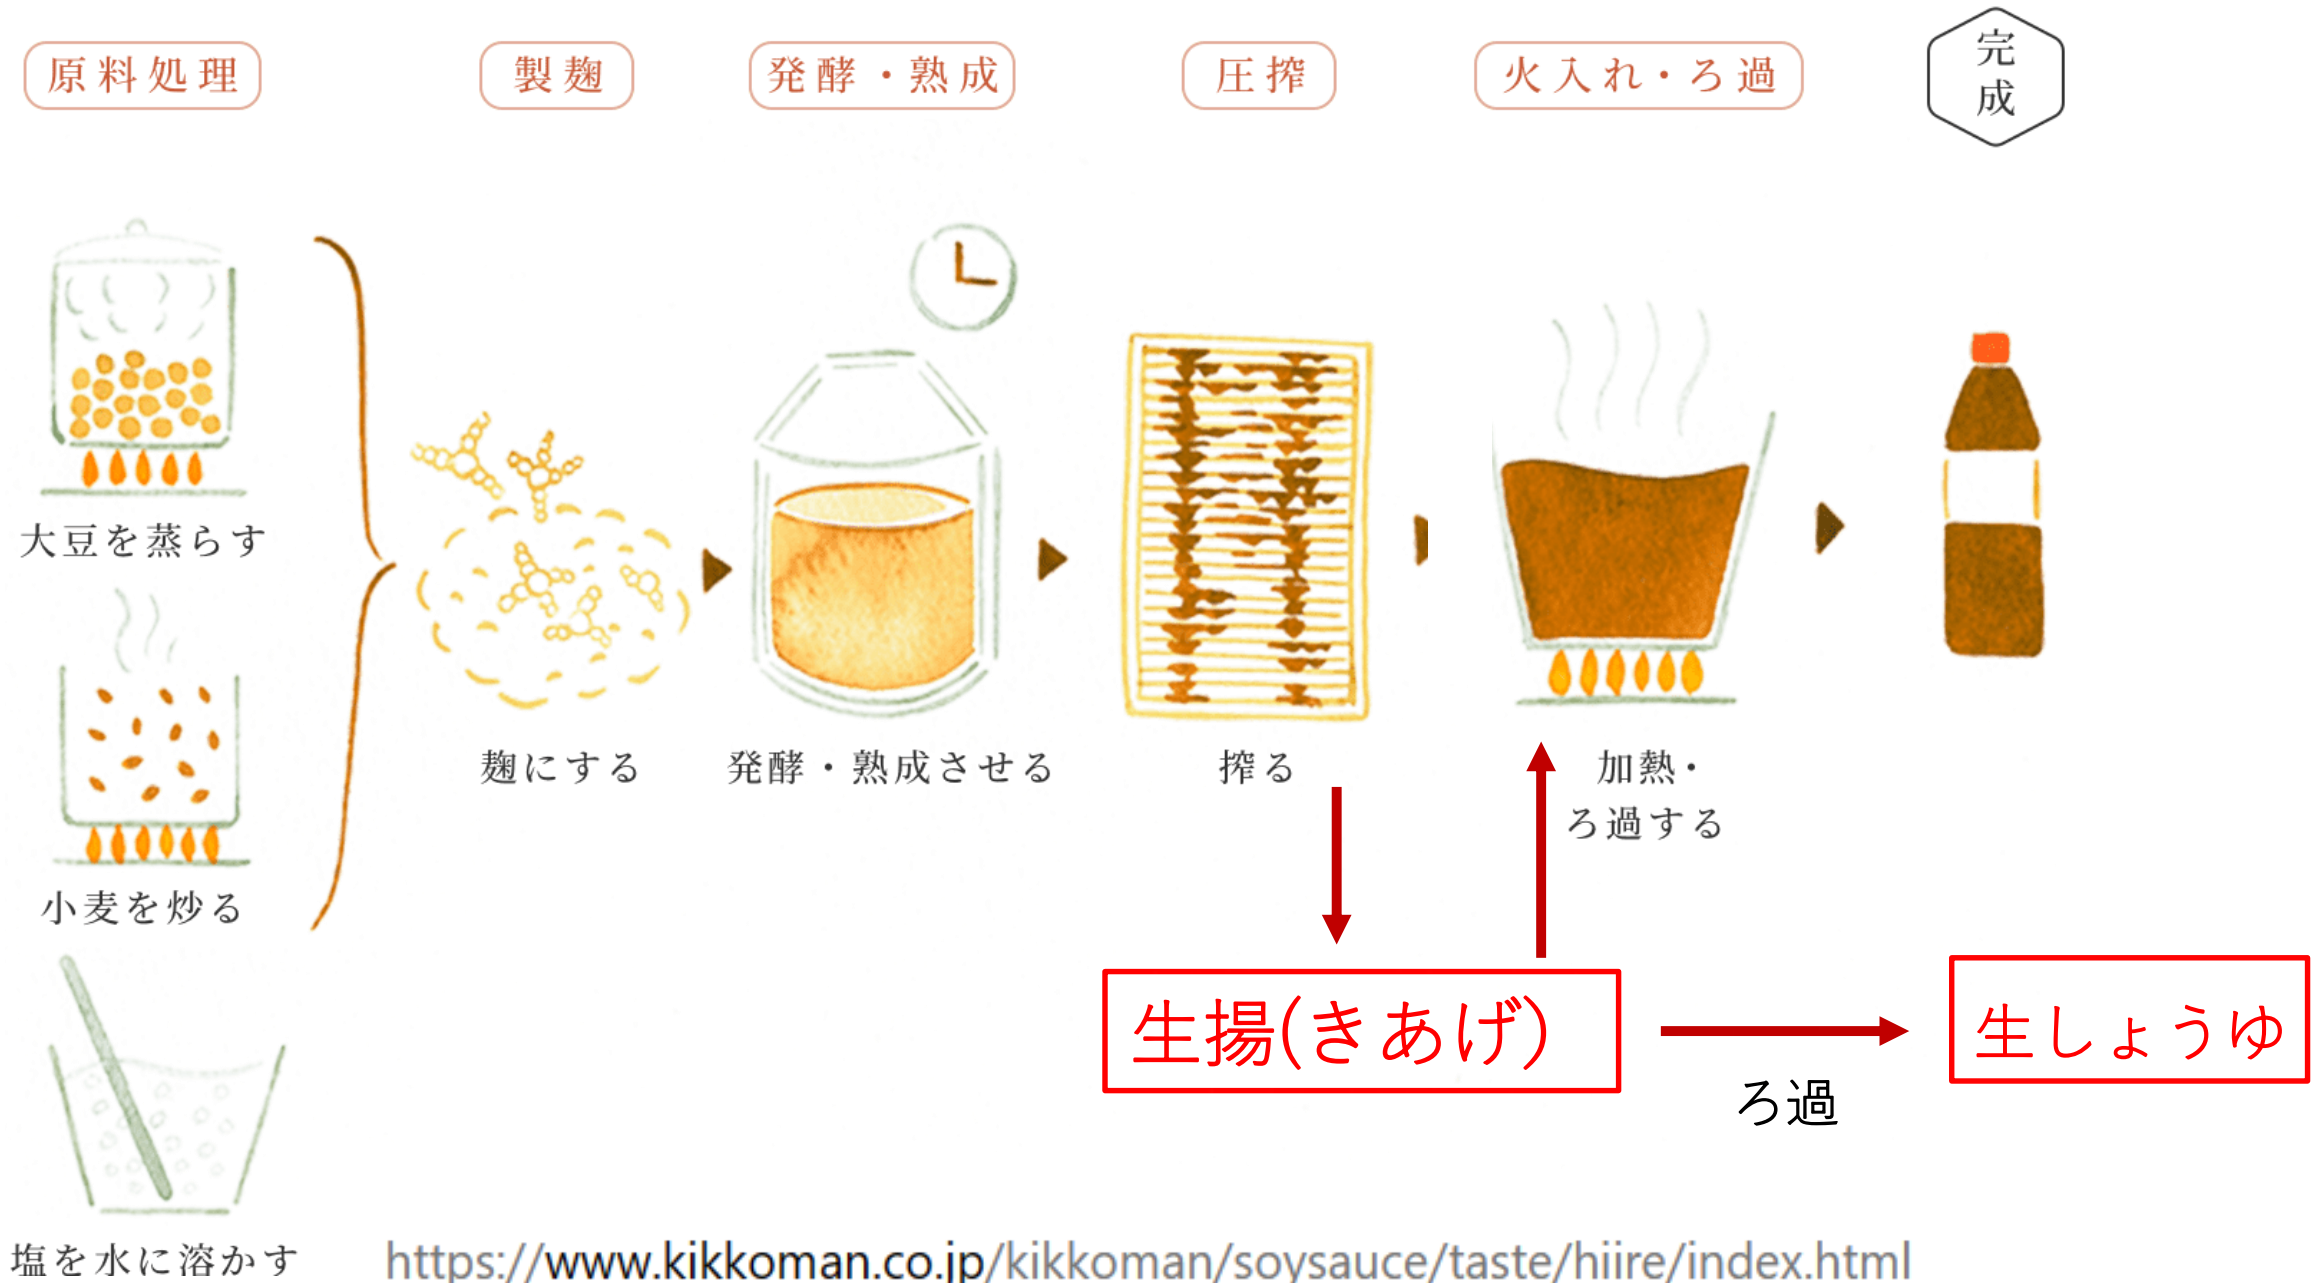 原料処理
製麹
発酵・熟成
圧搾
火入れ・ろ過
完成
大豆を蒸らす
小麦を炒る
塩を水に溶かす
麹にする
発酵・熟成させる
搾る
加熱・
ろ過する
生揚(きあげ)
ろ過
生しょうゆ
https://www.kikkoman.co.jp/kikkoman/soysauce/taste/hiire/index.html